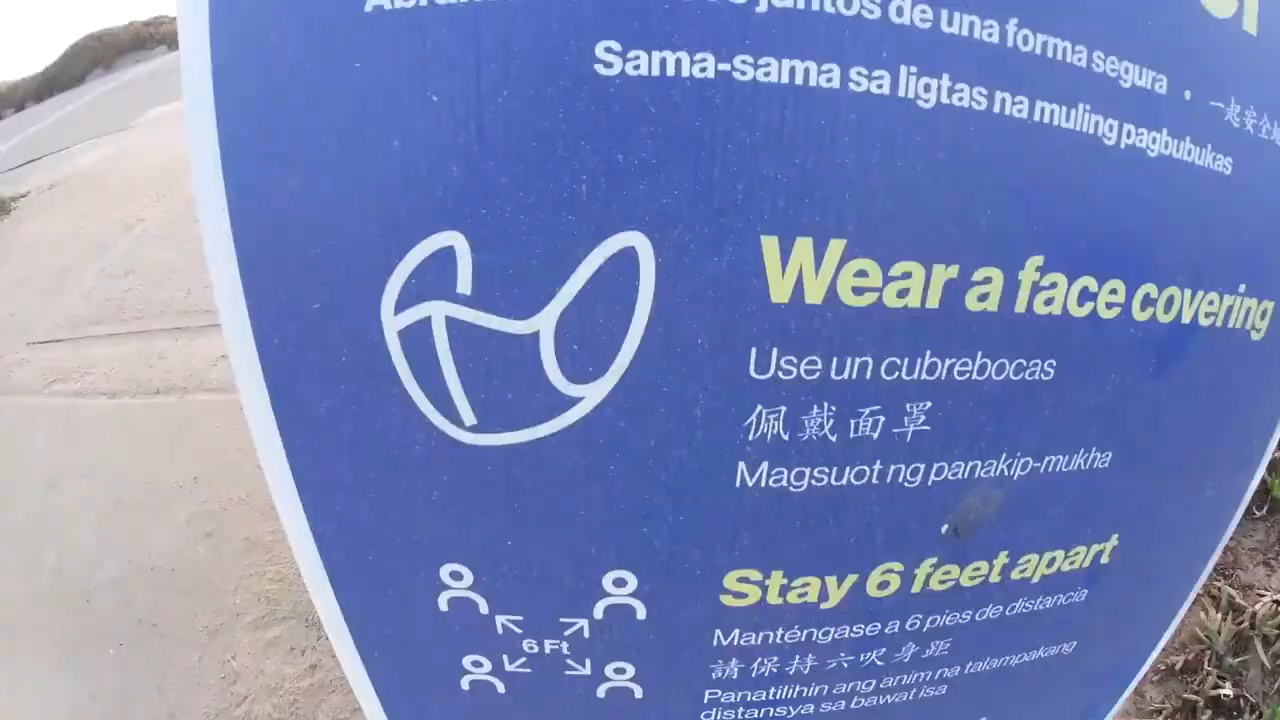 juntos de una forma segura · 一起安全
Sama-sama sa ligtas na muling pagbubukas
Wear a face covering
Use un cubrebocas
佩戴面罩
Magsuot ng panakip-mukha
Stay 6 feet apart
6 Ft
Manténgase a 6 pies de distancia
請保持六呎身距
Panatilihin ang anim na talampakang
distansya sa bawat isa